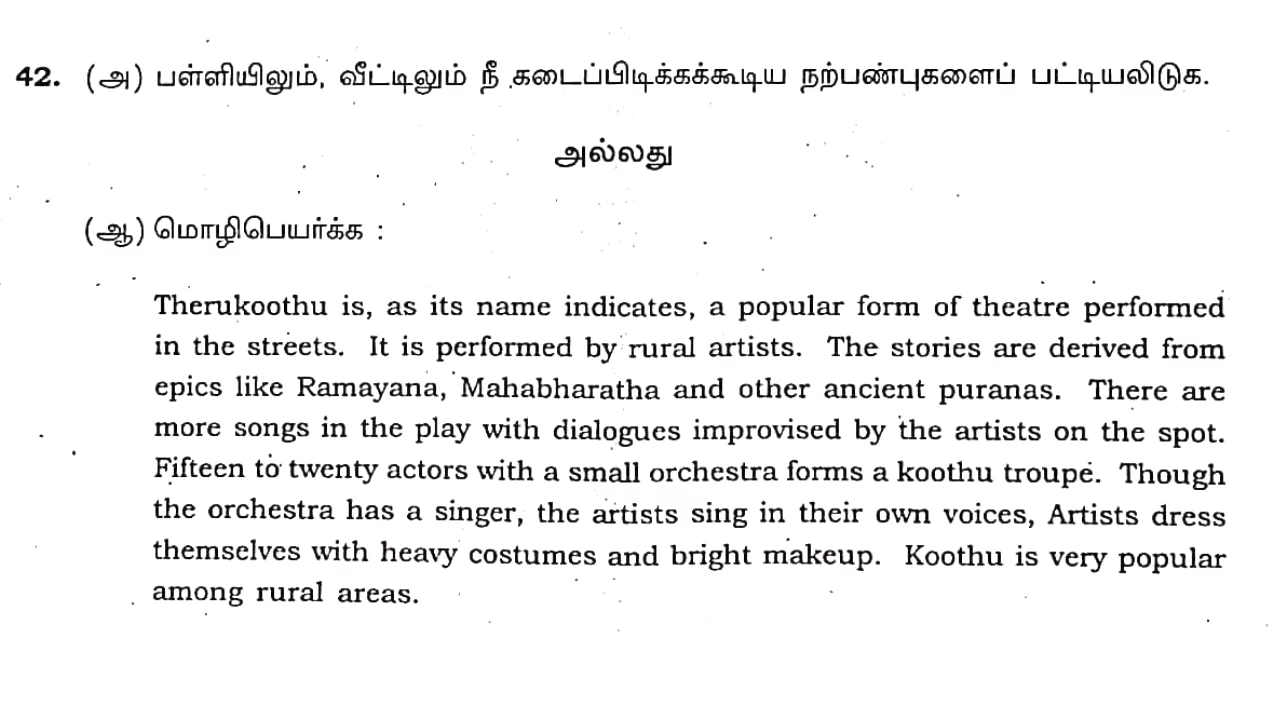 42. (அ) பள்ளியிலும், வீட்டிலும் நீ கடைப்பிடிக்கக்கூடிய நற்பண்புகளைப் பட்டியலிடுக.
அல்லது
(ஆ) மொழிபெயர்க்க :
Therukoothu is, as its name indicates, a popular form of theatre performed
in the streets. It is performed by rural artists. The stories are derived from
epics like Ramayana, Mahabharatha and other ancient puranas. There are
more songs in the play with dialogues improvised by the artists on the spot.
Fifteen to twenty actors with a small orchestra forms a koothu troupe. Though
the orchestra has a singer, the artists sing in their own voices, Artists dress
themselves with heavy costumes and bright makeup. Koothu is very popular
among rural areas.